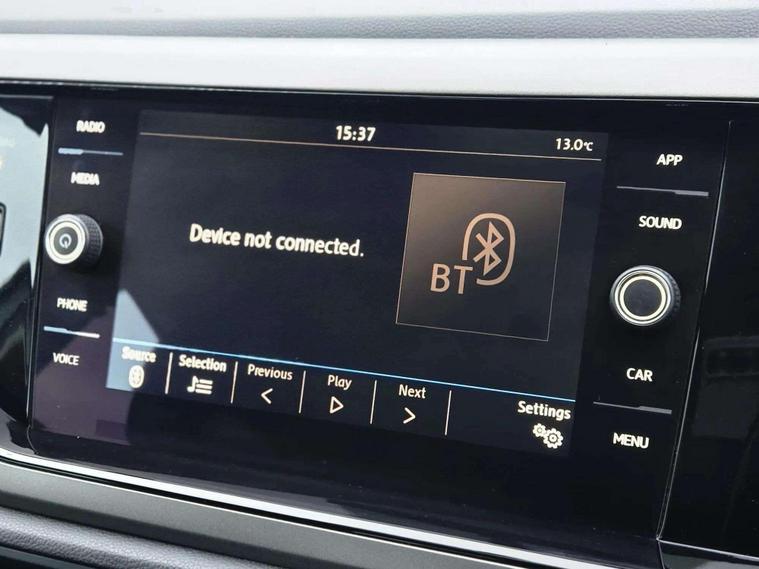 RADIO
MEDIA
PHONE
VOICE
15:37
13.0°C
Device not connected.
BT
Source
Selection
Previous
Play
Next
Settings
APP
SOUND
CAR
MENU